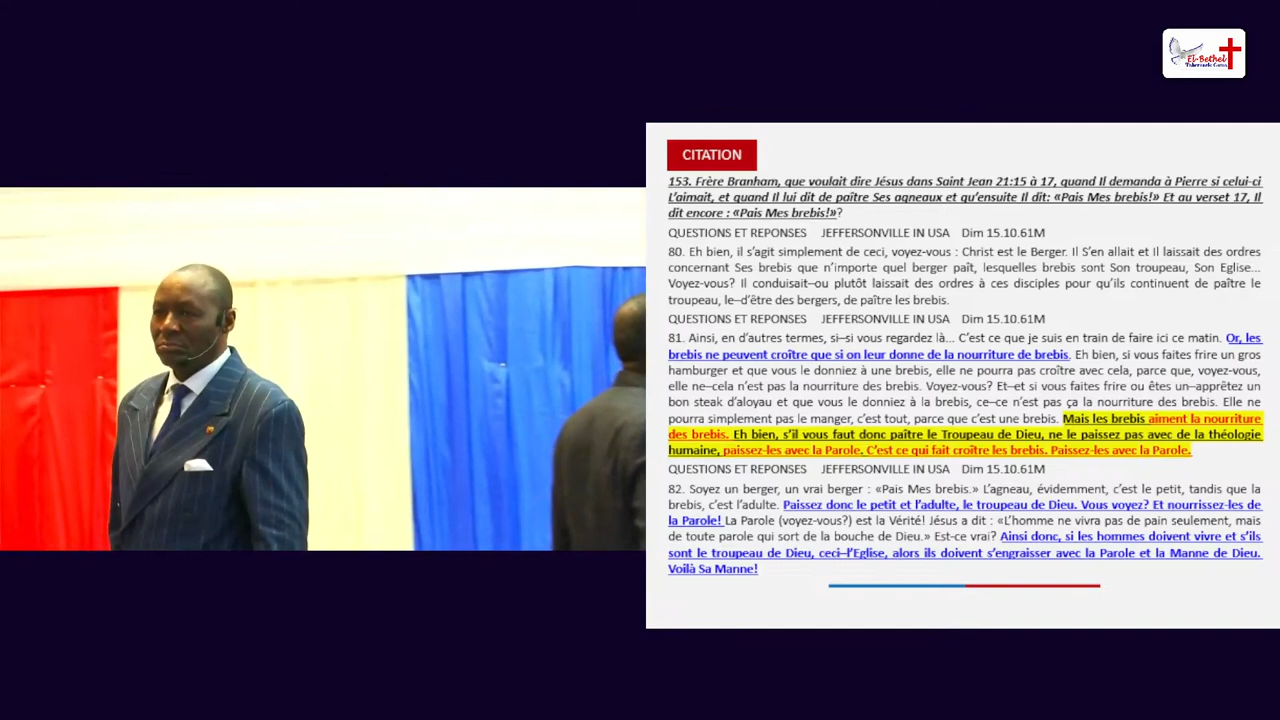 El-Bethel
CITATION
153. Frère Branham, que voulait dire Jésus dans Saint Jean 21:15 à 17, quand Il demanda à Pierre si celui-ci
L’aimait, et quand Il lui dit de paître Ses agneaux et qu’ensuite Il dit: «Pais Mes brebis!» Et au verset 17, Il
dit encore : «Pais Mes brebis!»?
QUESTIONS ET REPONSES JEFFERSONVILLE IN USA Dim 15.10.61M
80. Eh bien, il s’agit simplement de ceci, voyez-vous : Christ est le Berger. Il S’en allait et Il laissait des ordres
concernant Ses brebis que n’importe quel berger paît, lesquelles brebis sont Son troupeau, Son Eglise…
Voyez-vous? Il conduisait–ou plutôt laissait des ordres à ces disciples pour qu’ils continuent de paître le
troupeau, le–d’être des bergers, de paître les brebis.
QUESTIONS ET REPONSES JEFFERSONVILLE IN USA Dim 15.10.61M
81. Ainsi, en d’autres termes, si–si vous regardez là… C’est ce que je suis en train de faire ici ce matin. Or, les
brebis ne peuvent croître que si on leur donne de la nourriture de brebis. Eh bien, si vous faites frire un gros
hamburger et que vous le donniez à une brebis, elle ne pourra pas croître avec cela, parce que, voyez-vous,
elle ne–cela n’est pas la nourriture des brebis. Voyez-vous? Et–et si vous faites frire ou êtes un–apprêtez un
bon steak d’aloyau et que vous le donniez à la brebis, ce–ce n’est pas ça la nourriture des brebis. Elle ne
pourra simplement pas le manger, c’est tout, parce que c’est une brebis. Mais les brebis aiment la nourriture
des brebis. Eh bien, s’il vous faut donc paître le Troupeau de Dieu, ne le paissez pas avec de la théologie
humaine, paissez-les avec la Parole. C’est ce qui fait croître les brebis. Paissez-les avec la Parole.
QUESTIONS ET REPONSES JEFFERSONVILLE IN USA Dim 15.10.61M
82. Soyez un berger, un vrai berger : «Pais Mes brebis.» L’agneau, évidemment, c’est le petit, tandis que la
brebis, c’est l’adulte. Paissez donc le petit et l’adulte, le troupeau de Dieu. Vous voyez? Et nourrissez-les de
la Parole! La Parole (voyez-vous?) est la Vérité! Jésus a dit : «L’homme ne vivra pas de pain seulement, mais
de toute parole qui sort de la bouche de Dieu.» Est-ce vrai? Ainsi donc, si les hommes doivent vivre et s’ils
sont le troupeau de Dieu, ceci–l’Eglise, alors ils doivent s’engraisser avec la Parole et la Manne de Dieu.
Voilà Sa Manne!